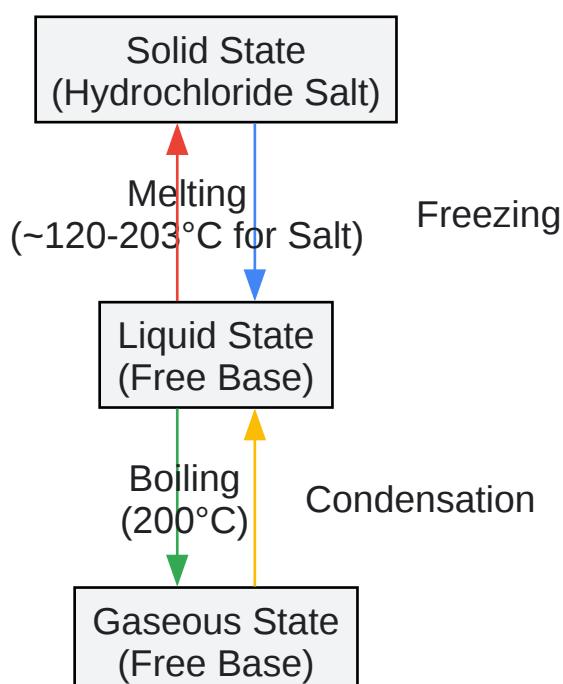 Solid State
(Hydrochloride Salt)
Melting
(~120-203°C for Salt)
Freezing
Liquid State
(Free Base)
Boiling
(200°C)
Condensation
Gaseous State
(Free Base)